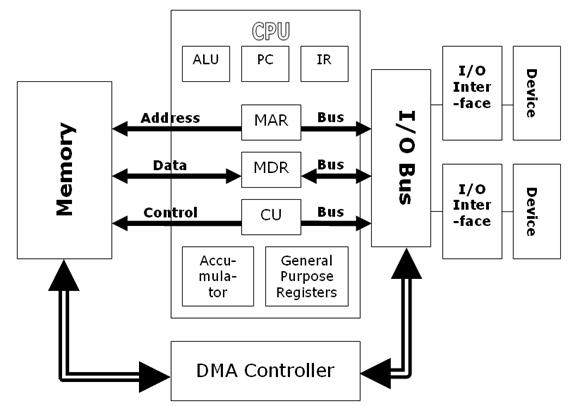 CPU
ALU
PC
IR
Memory
Address
MAR
Bus
Data
MDR
Bus
Control
CU
Bus
Accu-
mula-
tor
General
Purpose
Registers
I/O Bus
I/O
Inter
-face
Device
I/O
Inter
-face
Device
DMA Controller